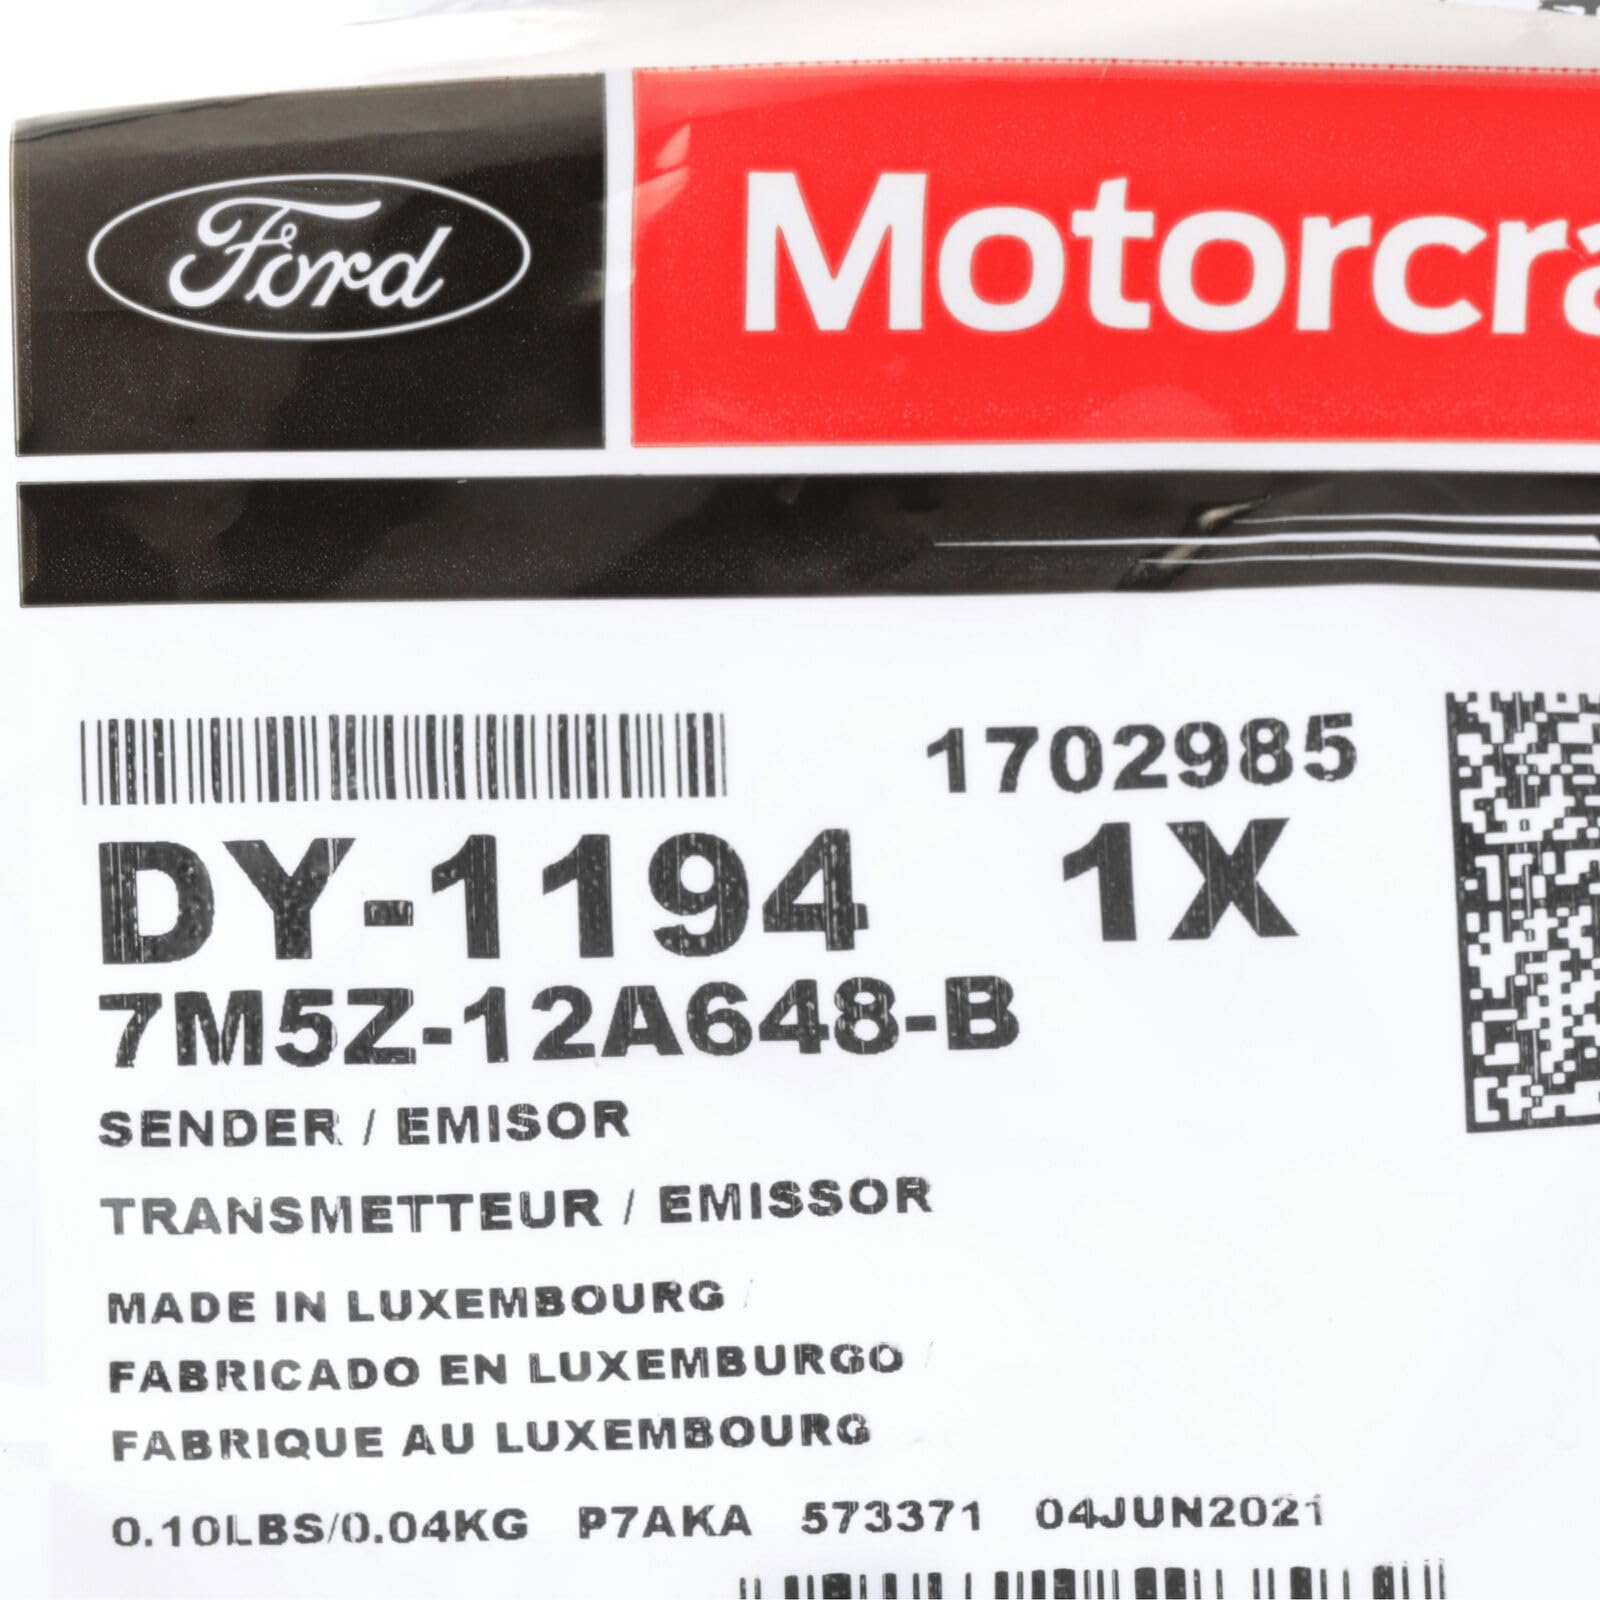 Ford Motorcra
1702985
DY-1194 1X
7M5Z-12A648-B
SENDER / EMISOR
TRANSMETTEUR / EMISSOR
MADE IN LUXEMBOURG /
FABRICADO EN LUXEMBURGO /
FABRIQUE AU LUXEMBOURG
0.10LBS/0.04KG P7AKA 573371 04JUN2021